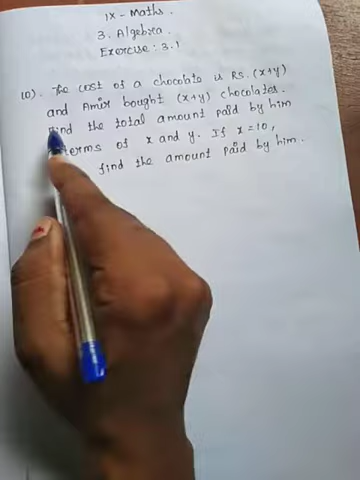 IX - Maths.
3. Algebra.
Exercise: 3.1
10). The cost of a chocolate is Rs. (x+y)
and Amir bought (x+y) chocolates.
Find the total amount paid by him
terms of x and y. If x = 10,
find the amount paid by him.